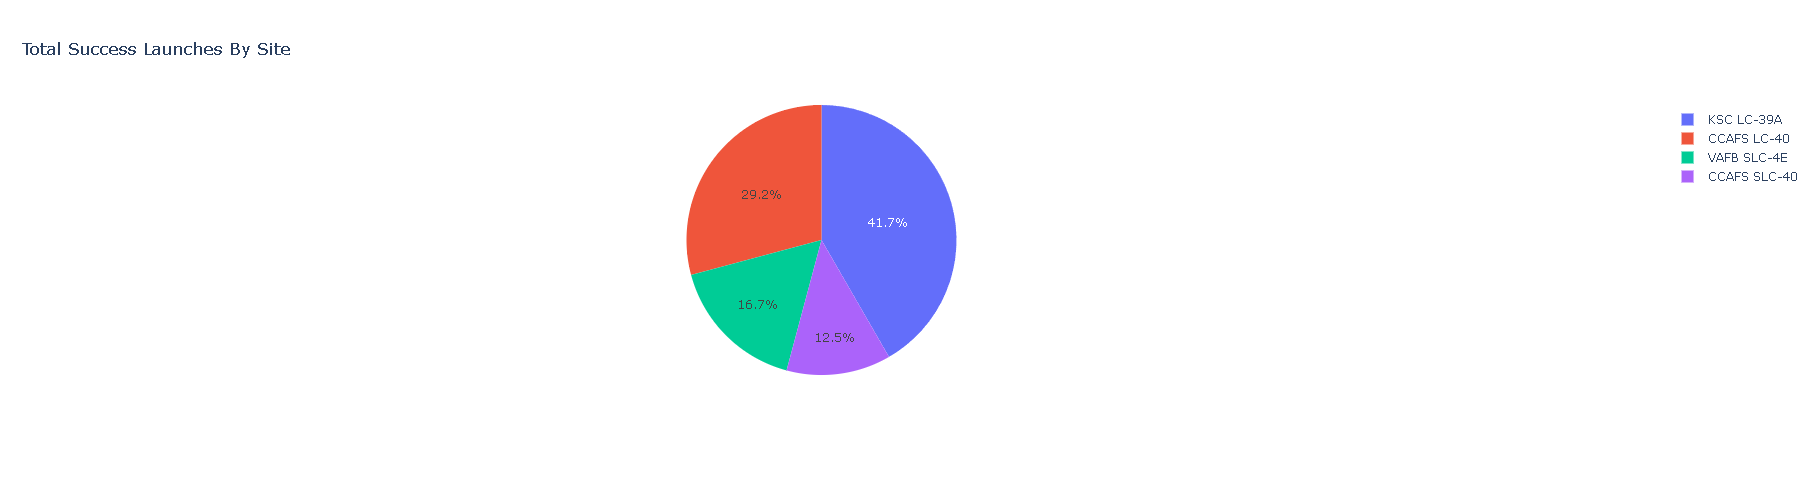 Total Success Launches By Site
KSC LC-39A
CCAFS LC-40
VAFB SLC-4E
CCAFS SLC-40
29.2%
41.7%
16.7%
12.5%